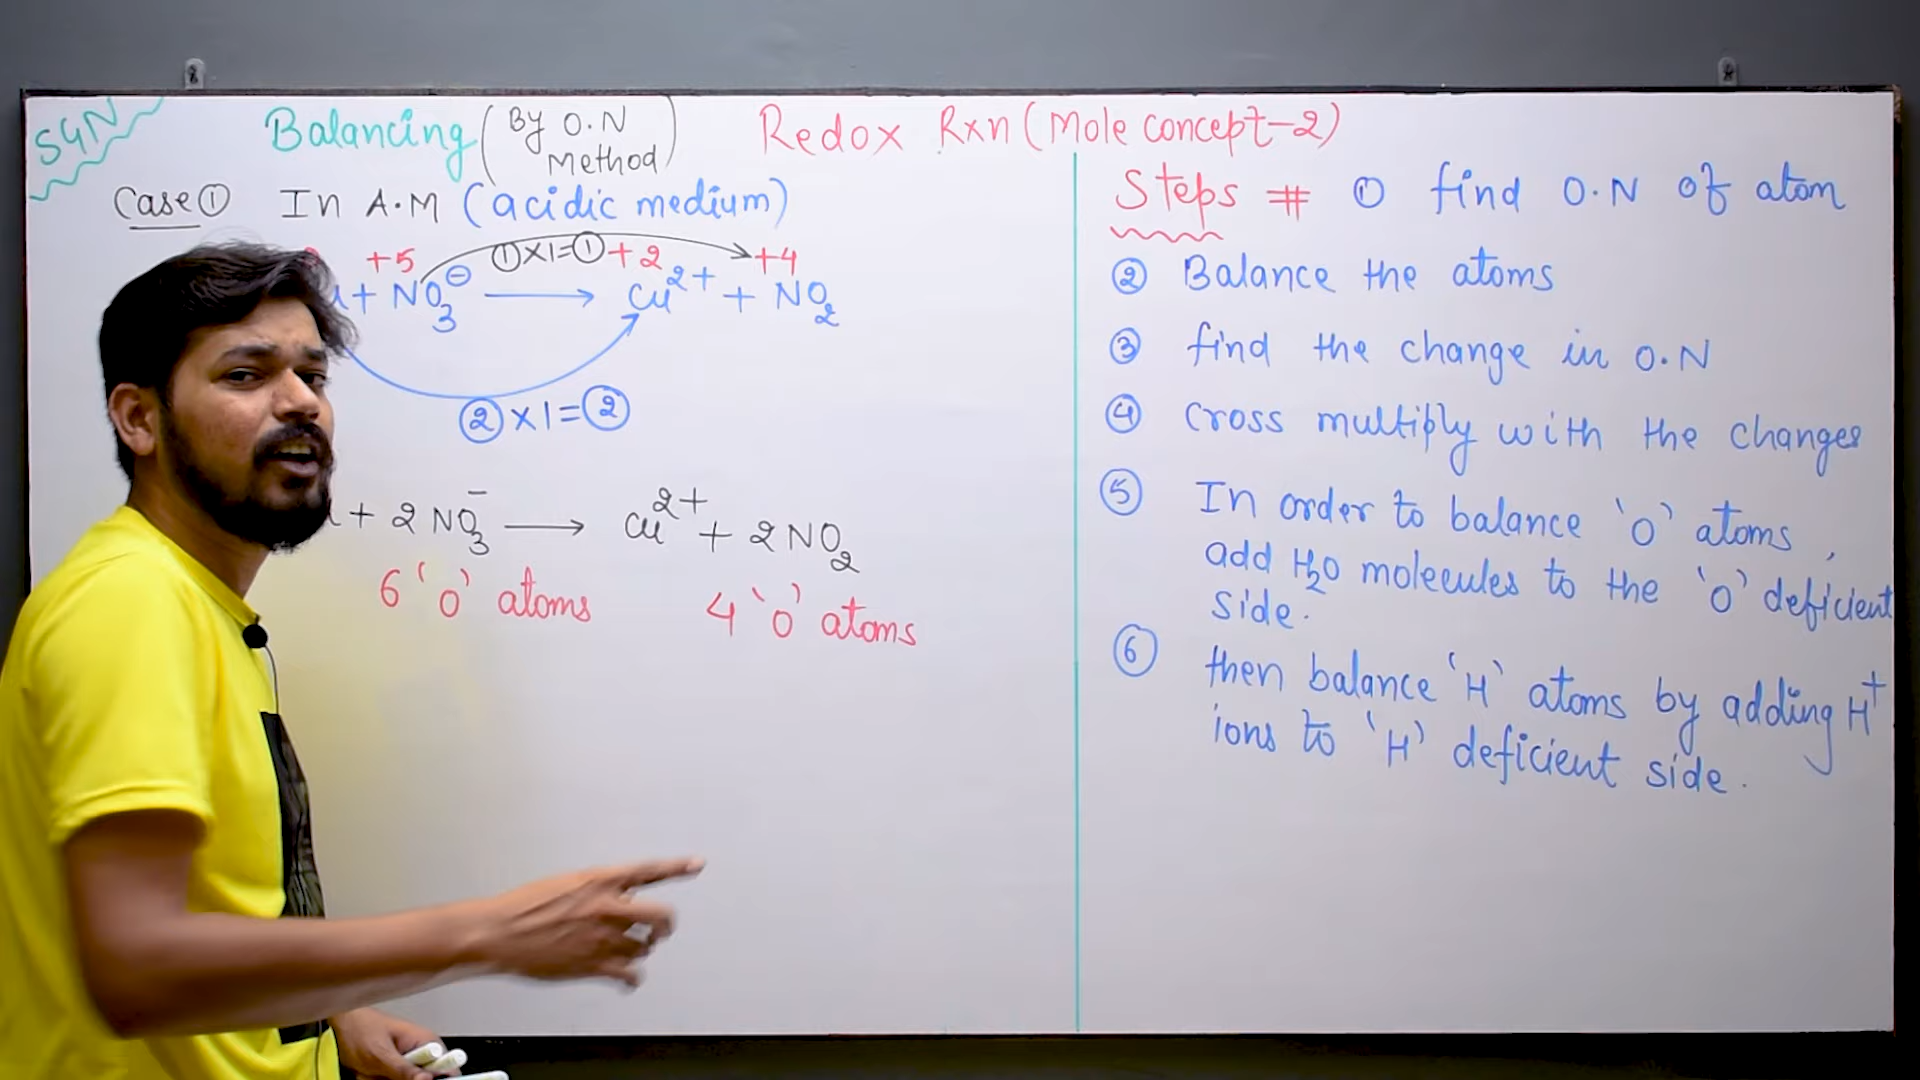 SGN
Balancing (By O.N Method) Redox Rxn (Mole concept-2)
Case ① In A.M (acidic medium)
+5 ①×1=① +2 +4
+ NO₃⊖ → Cu²⁺ + NO₂
②×1=②
+ 2 NO₃⁻ → Cu²⁺ + 2NO₂
6 'O' atoms 4 'O' atoms
Steps # ① find O.N of atom
② Balance the atoms
③ find the change in O.N
④ Cross multiply with the changes
⑤ In order to balance 'O' atoms,
add H₂O molecules to the 'O' deficient
side.
⑥ then balance 'H' atoms by adding H⁺
ions to 'H' deficient side.